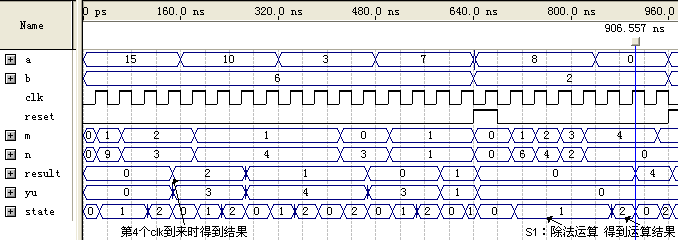 Name
0 ps 160.0 ns 320.0 ns 480.0 ns 640.0 ns 800.0 ns 960.0
906.557 ns
a 15 10 3 7 8 0
b 6 2
clk
reset
m 0 1 2 1 0 1 0 1 2 3 4
n 0 9 3 4 3 1 0 6 4 2 0
result 0 2 1 0 1 0 4
yu 0 3 4 3 1 0
state 0 1 2 0 1 2 0 1 2 0 1 2 0 1 2 0 1 0 1 2 0 2
第4个clk到来时得到结果 S1：除法运算 得到运算结果